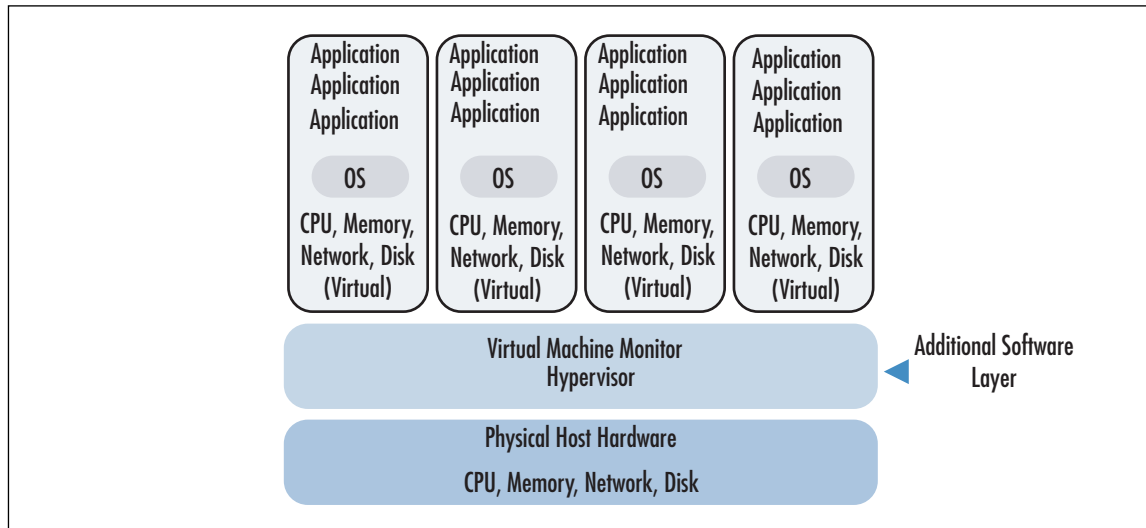 Application
Application
Application
OS
CPU, Memory,
Network, Disk
(Virtual)
Application
Application
Application
OS
CPU, Memory,
Network, Disk
(Virtual)
Application
Application
Application
OS
CPU, Memory,
Network, Disk
(Virtual)
Application
Application
Application
OS
CPU, Memory,
Network, Disk
(Virtual)
Virtual Machine Monitor
Hypervisor
Additional Software
Layer
Physical Host Hardware
CPU, Memory, Network, Disk